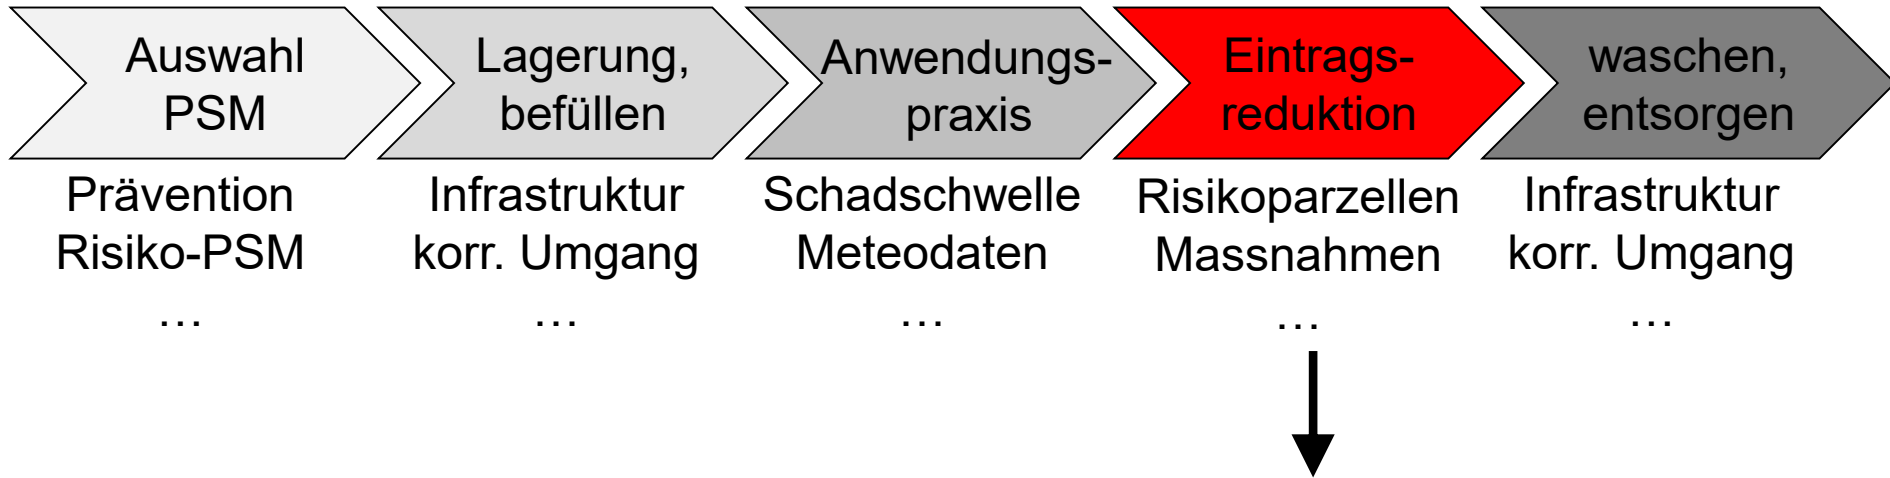 Auswahl
PSM
Lagerung,
befüllen
Anwendungs-
praxis
Eintrags-
reduktion
waschen,
entsorgen
Prävention
Risiko-PSM
…
Infrastruktur
korr. Umgang
…
Schadschwelle
Meteodaten
…
Risikoparzellen
Massnahmen
…
Infrastruktur
korr. Umgang
…